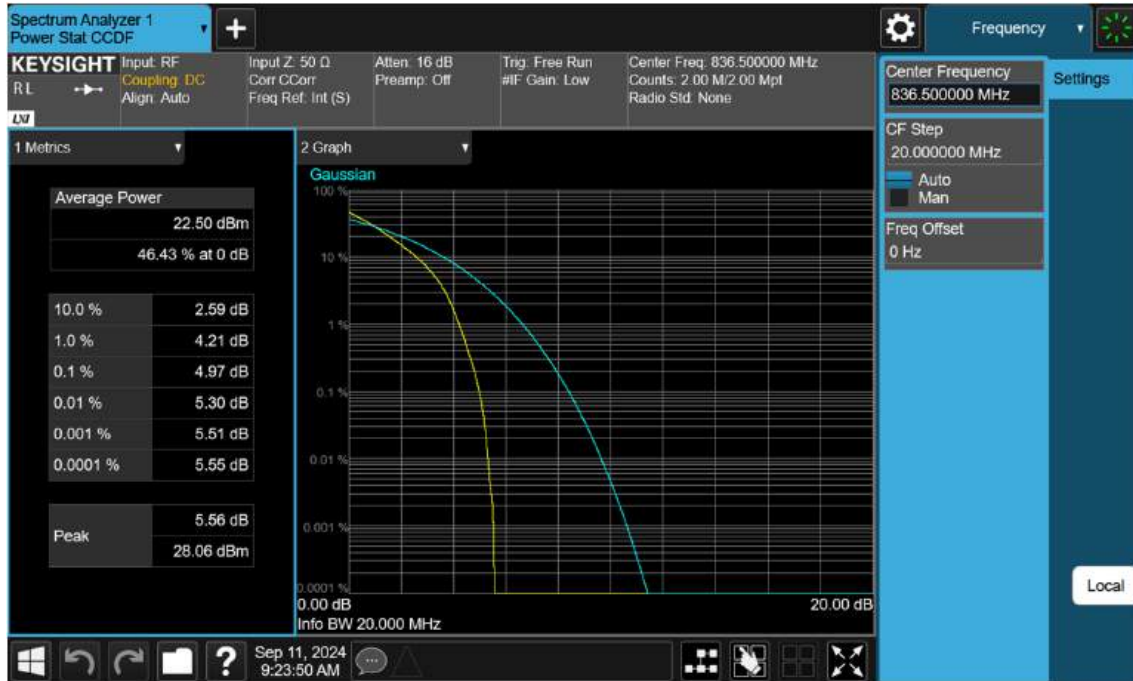 Spectrum Analyzer 1
Power Stat CCDF
Frequency
KEYSIGHT
RL
LXI
Input: RF
Coupling: DC
Align: Auto
Input Z: 50 Ω
Corr CCorr
Freq Ref: Int (S)
Atten: 16 dB
Preamp: Off
Trig: Free Run
#IF Gain: Low
Center Freq: 836.500000 MHz
Counts: 2.00 M/2.00 Mpt
Radio Std: None
Center Frequency
836.500000 MHz
Settings
CF Step
20.000000 MHz
Auto
Man
Freq Offset
0 Hz
1 Metrics
Average Power
22.50 dBm
46.43 % at 0 dB
10.0 % 2.59 dB
1.0 % 4.21 dB
0.1 % 4.97 dB
0.01 % 5.30 dB
0.001 % 5.51 dB
0.0001 % 5.55 dB
Peak 5.56 dB
28.06 dBm
2 Graph
Gaussian
100 %
10 %
1 %
0.1 %
0.01 %
0.001 %
0.0001 %
0.00 dB 20.00 dB
Info BW 20.000 MHz
Local
?
Sep 11, 2024
9:23:50 AM